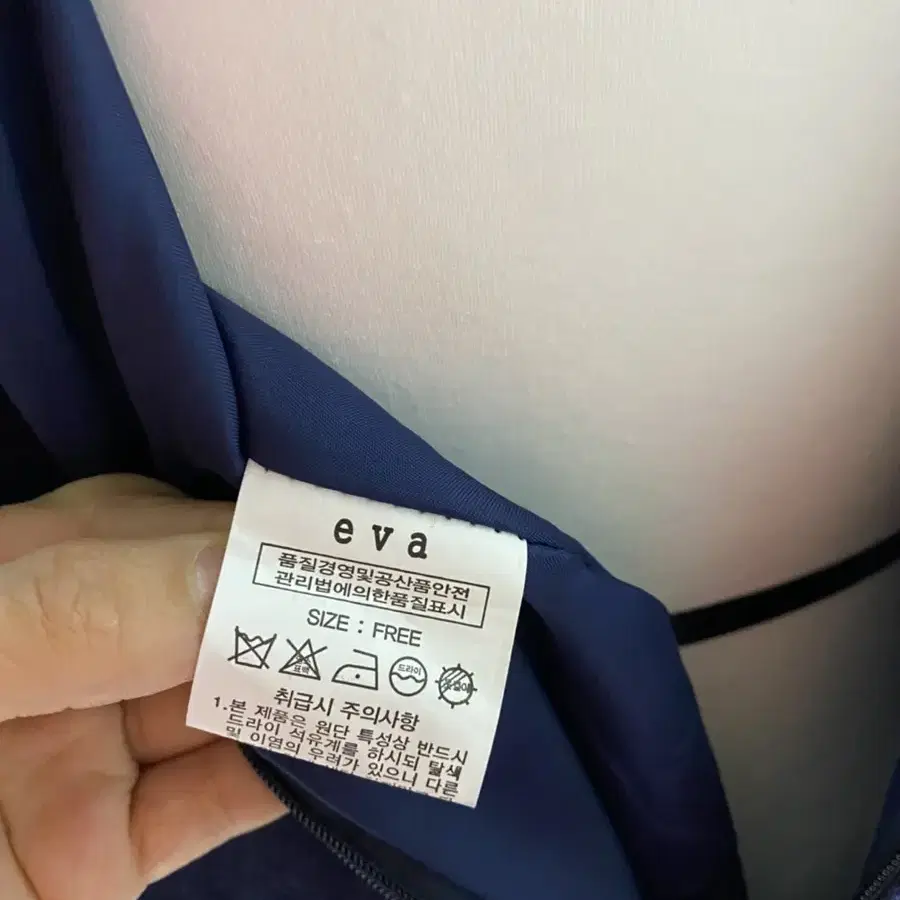 eva
품질경영및공산품안전
관리법에의한품질표시
SIZE : FREE
표백 드라이
취급시 주의사항
1.본 제품은 원단 특성상 반드시
드라이 석유계를 하시되 탈색
및 이염의 우려가 있으니 다른